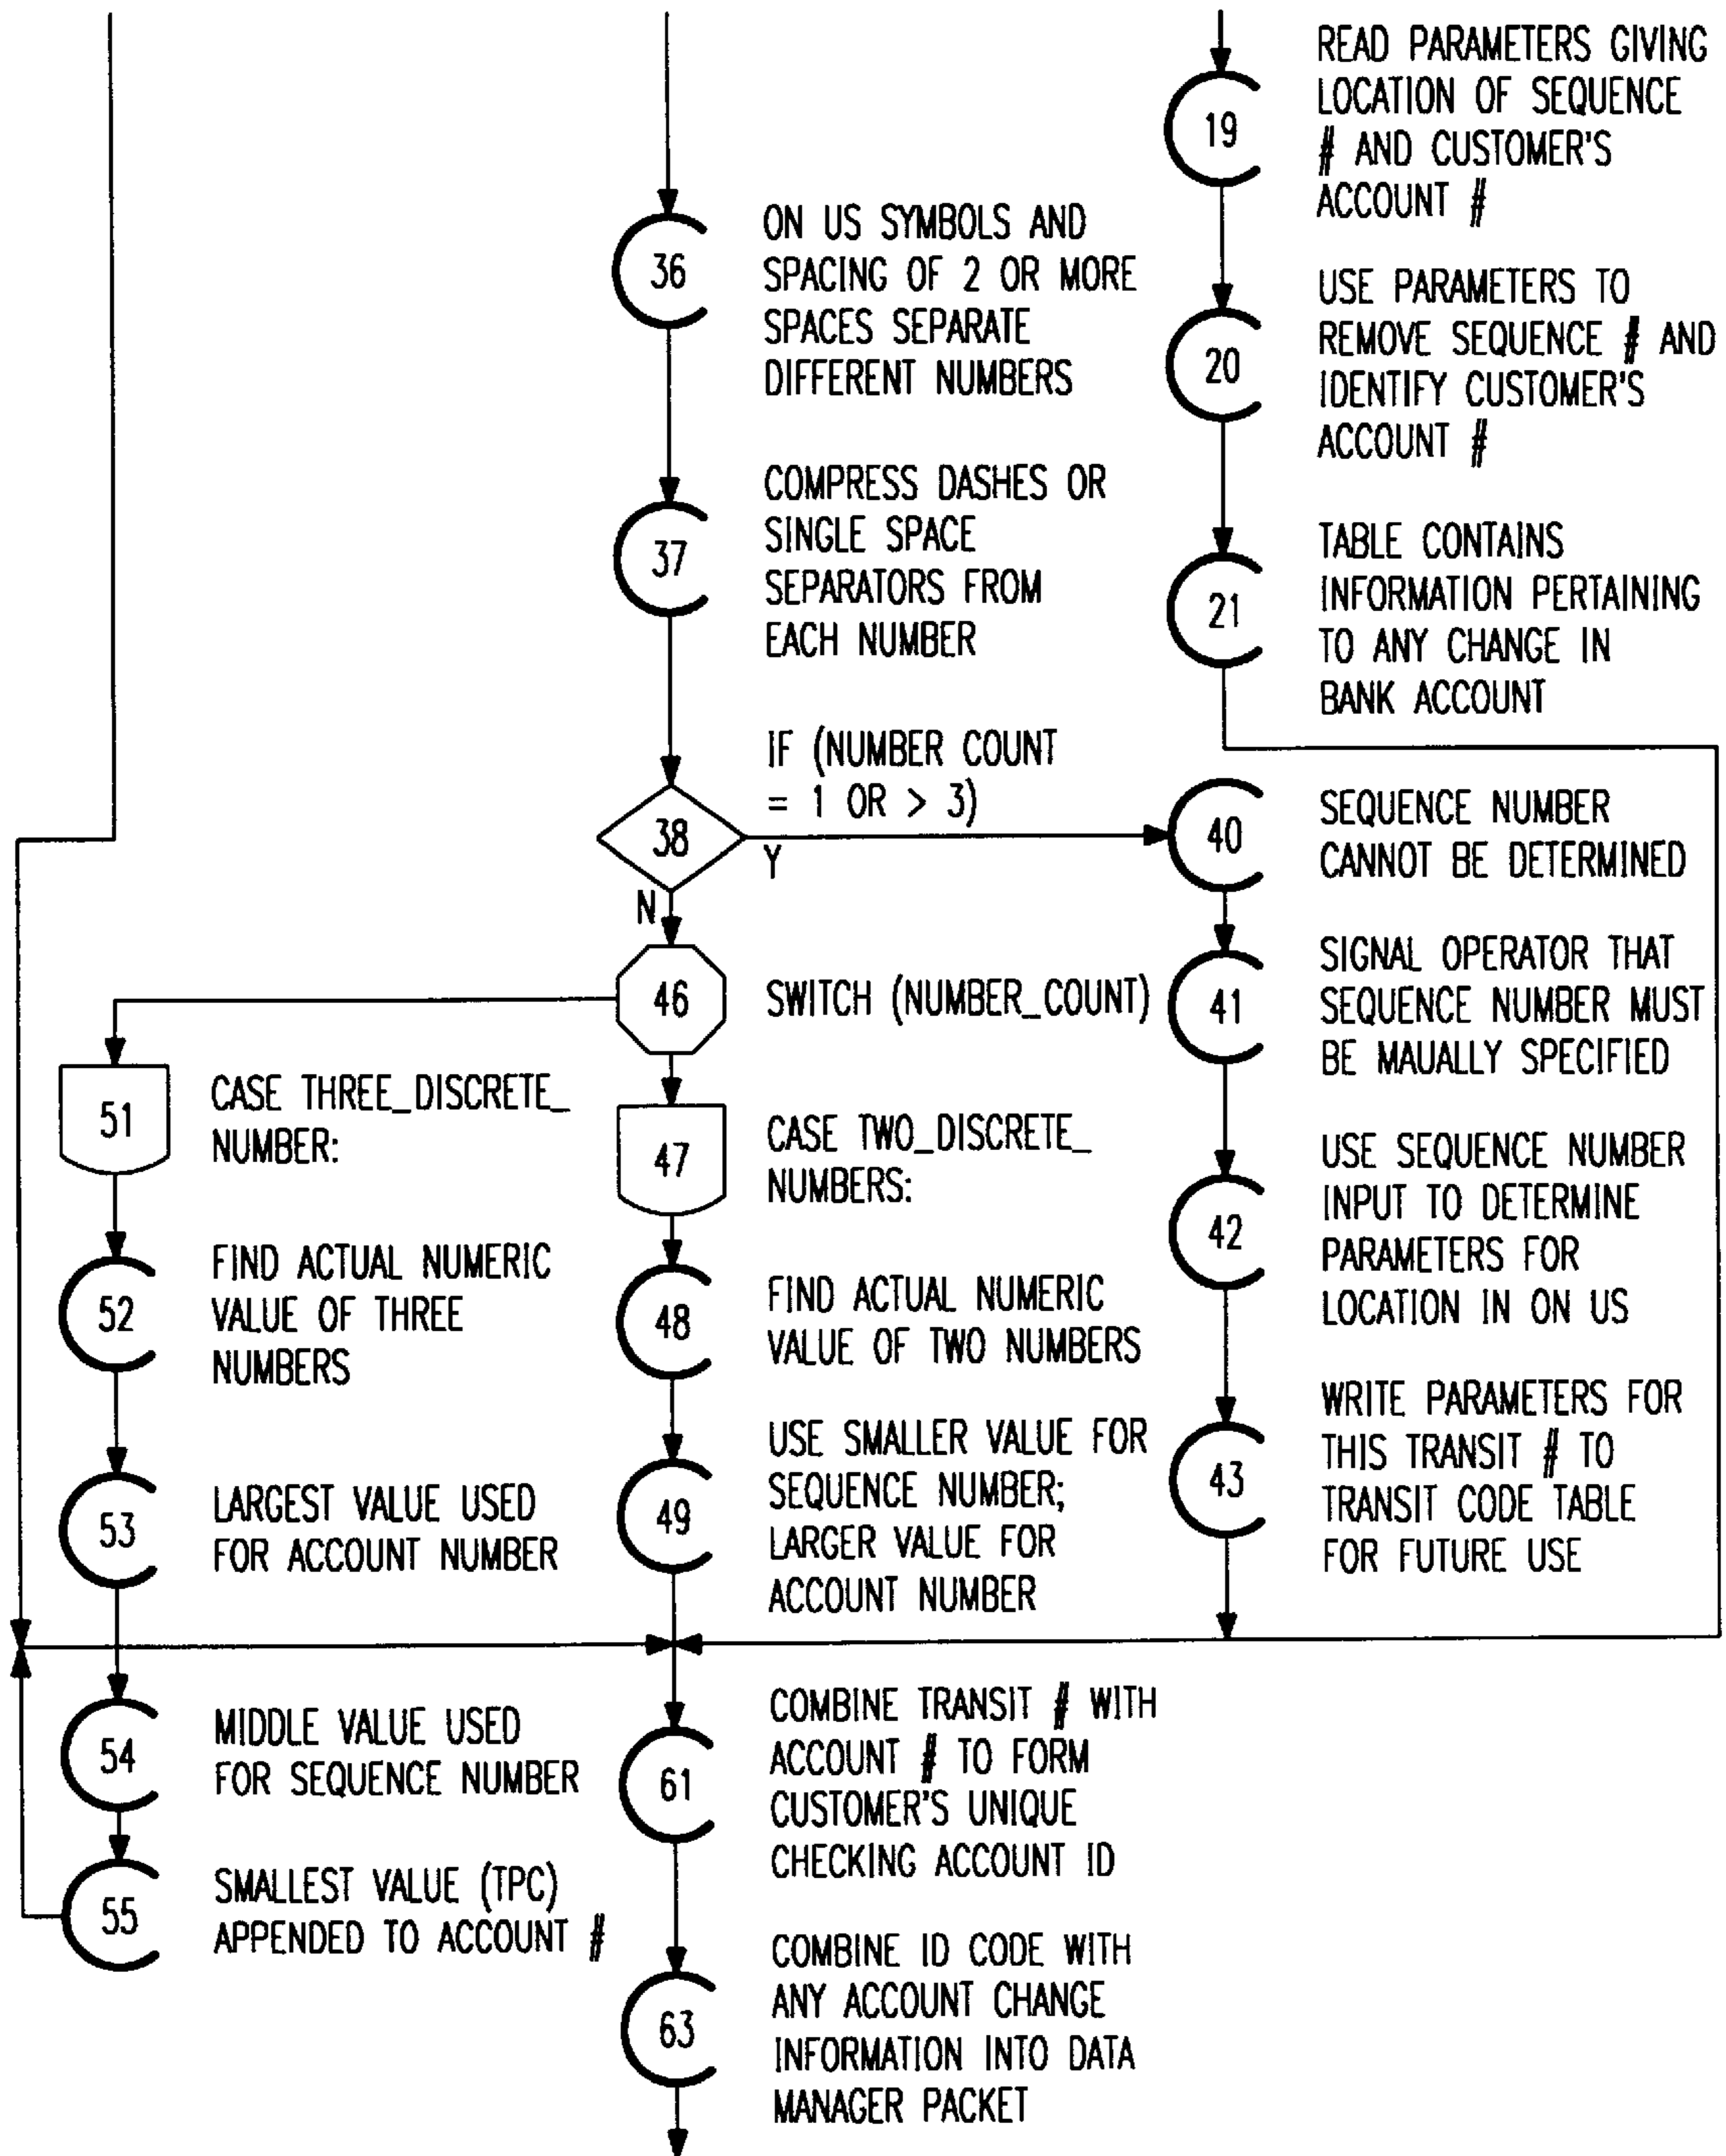 19
READ PARAMETERS GIVING
LOCATION OF SEQUENCE
# AND CUSTOMER'S
ACCOUNT #
36
ON US SYMBOLS AND
SPACING OF 2 OR MORE
SPACES SEPARATE
DIFFERENT NUMBERS
20
USE PARAMETERS TO
REMOVE SEQUENCE # AND
IDENTIFY CUSTOMER'S
ACCOUNT #
37
COMPRESS DASHES OR
SINGLE SPACE
SEPARATORS FROM
EACH NUMBER
21
TABLE CONTAINS
INFORMATION PERTAINING
TO ANY CHANGE IN
BANK ACCOUNT
38
IF (NUMBER COUNT
= 1 OR > 3)
Y
N
40
SEQUENCE NUMBER
CANNOT BE DETERMINED
46
SWITCH (NUMBER_COUNT)
41
SIGNAL OPERATOR THAT
SEQUENCE NUMBER MUST
BE MAUALLY SPECIFIED
51
CASE THREE_DISCRETE_
NUMBER:
47
CASE TWO_DISCRETE_
NUMBERS:
42
USE SEQUENCE NUMBER
INPUT TO DETERMINE
PARAMETERS FOR
LOCATION IN ON US
52
FIND ACTUAL NUMERIC
VALUE OF THREE
NUMBERS
48
FIND ACTUAL NUMERIC
VALUE OF TWO NUMBERS
43
WRITE PARAMETERS FOR
THIS TRANSIT # TO
TRANSIT CODE TABLE
FOR FUTURE USE
53
LARGEST VALUE USED
FOR ACCOUNT NUMBER
49
USE SMALLER VALUE FOR
SEQUENCE NUMBER;
LARGER VALUE FOR
ACCOUNT NUMBER
54
MIDDLE VALUE USED
FOR SEQUENCE NUMBER
61
COMBINE TRANSIT # WITH
ACCOUNT # TO FORM
CUSTOMER'S UNIQUE
CHECKING ACCOUNT ID
55
SMALLEST VALUE (TPC)
APPENDED TO ACCOUNT #
63
COMBINE ID CODE WITH
ANY ACCOUNT CHANGE
INFORMATION INTO DATA
MANAGER PACKET